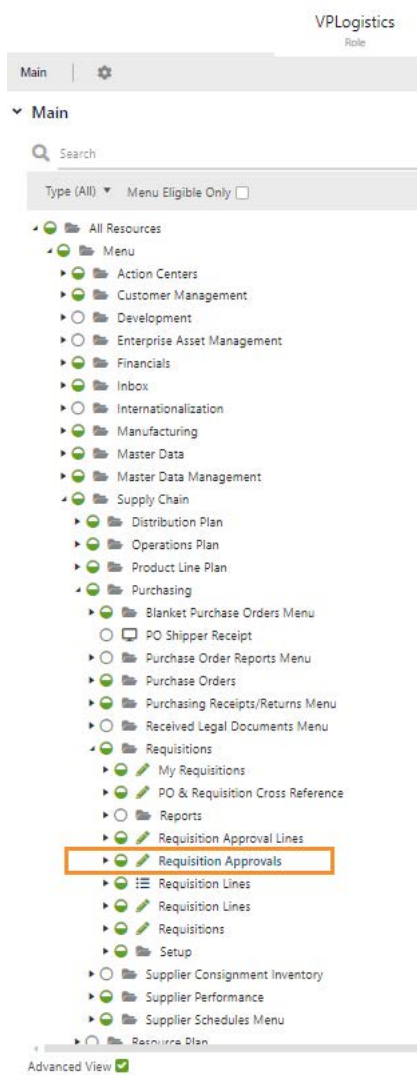 VPLogistics
Role
Main
Main
Search
Type (All) Menu Eligible Only
All Resources
Menu
Action Centers
Customer Management
Development
Enterprise Asset Management
Financials
Inbox
Internationalization
Manufacturing
Master Data
Master Data Management
Supply Chain
Distribution Plan
Operations Plan
Product Line Plan
Purchasing
Blanket Purchase Orders Menu
PO Shipper Receipt
Purchase Order Reports Menu
Purchase Orders
Purchasing Receipts/Returns Menu
Received Legal Documents Menu
Requisitions
My Requisitions
PO & Requisition Cross Reference
Reports
Requisition Approval Lines
Requisition Approvals
Requisition Lines
Requisition Lines
Requisitions
Setup
Supplier Consignment Inventory
Supplier Performance
Supplier Schedules Menu
Resource Plan
Advanced View